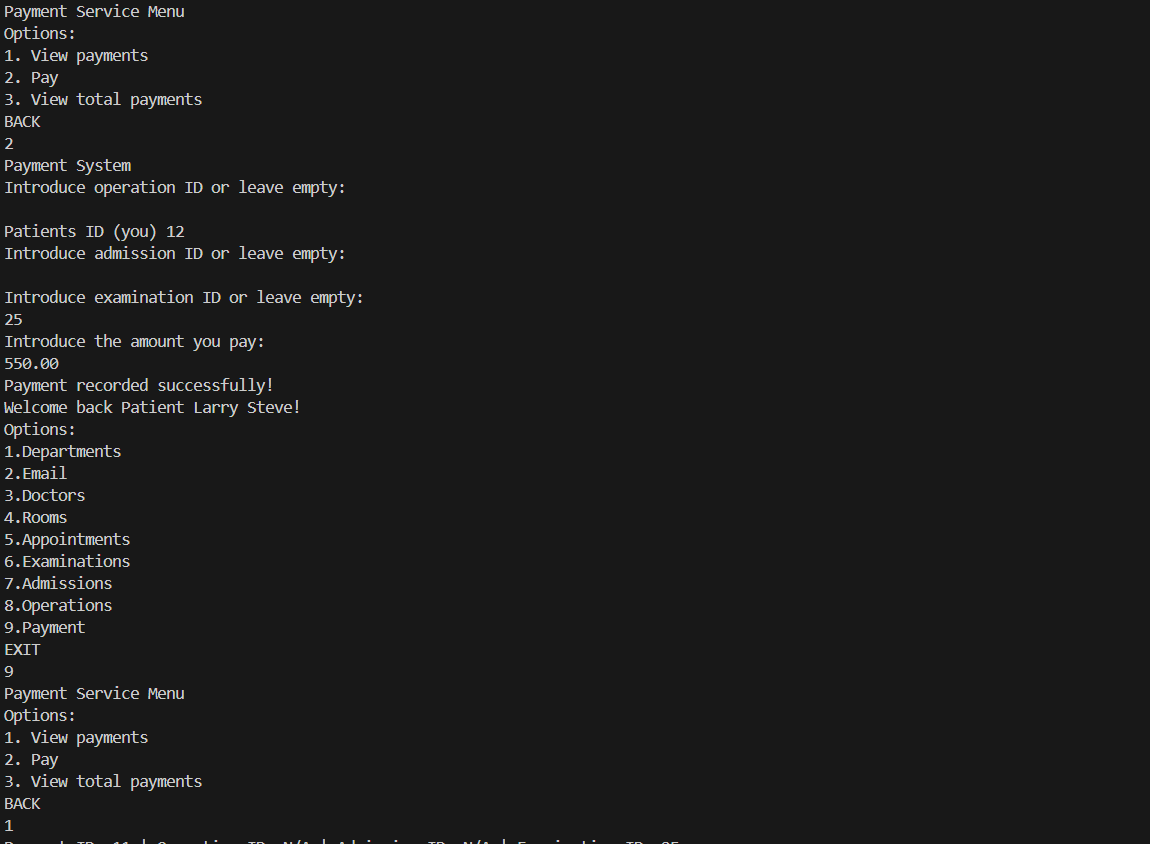 Payment Service Menu
Options:
1. View payments
2. Pay
3. View total payments
BACK
2
Payment System
Introduce operation ID or leave empty:
Patients ID (you) 12
Introduce admission ID or leave empty:
Introduce examination ID or leave empty:
25
Introduce the amount you pay:
550.00
Payment recorded successfully!
Welcome back Patient Larry Steve!
Options:
1.Departments
2.Email
3.Doctors
4.Rooms
5.Appointments
6.Examinations
7.Admissions
8.Operations
9.Payment
EXIT
9
Payment Service Menu
Options:
1. View payments
2. Pay
3. View total payments
BACK
1